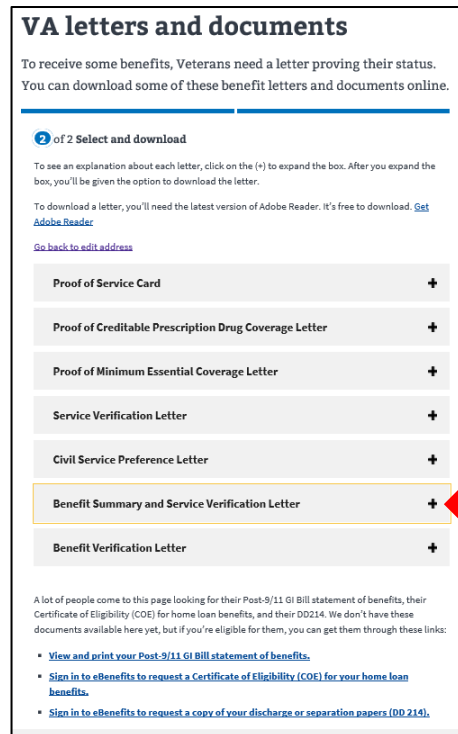 VA letters and documents
To receive some benefits, Veterans need a letter proving their status.
You can download some of these benefit letters and documents online.
2 of 2 Select and download
To see an explanation about each letter, click on the (+) to expand the box. After you expand the
box, you'll be given the option to download the letter.
To download a letter, you'll need the latest version of Adobe Reader. It's free to download. Get
Adobe Reader
Go back to edit address
Proof of Service Card +
Proof of Creditable Prescription Drug Coverage Letter +
Proof of Minimum Essential Coverage Letter +
Service Verification Letter +
Civil Service Preference Letter +
Benefit Summary and Service Verification Letter +
Benefit Verification Letter +
A lot of people come to this page looking for their Post-9/11 GI Bill statement of benefits, their
Certificate of Eligibility (COE) for home loan benefits, and their DD214. We don't have these
documents available here yet, but if you're eligible for them, you can get them through these links:
▪ View and print your Post-9/11 GI Bill statement of benefits.
▪ Sign in to eBenefits to request a Certificate of Eligibility (COE) for your home loan
benefits.
▪ Sign in to eBenefits to request a copy of your discharge or separation papers (DD 214).